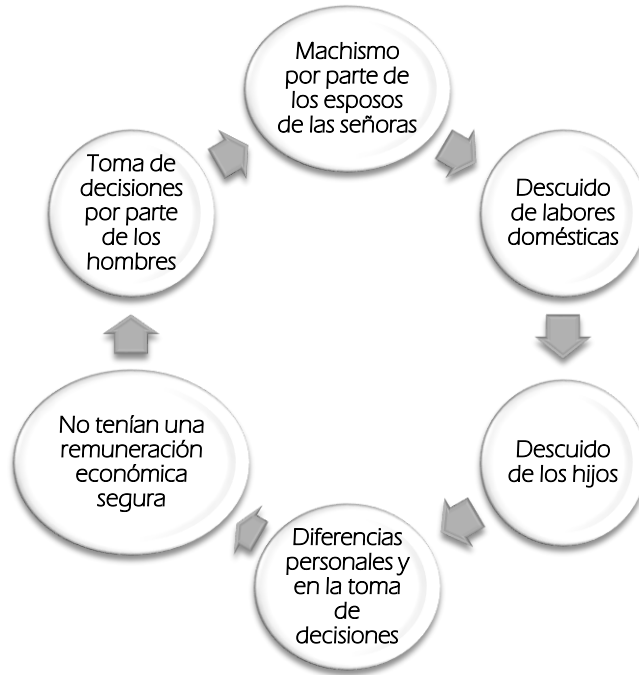 Machismo
por parte de
los esposos
de las señoras
Descuido
de labores
domésticas
Descuido
de los hijos
Diferencias
personales y
en la toma
de
decisiones
No tenían una
remuneración
económica
segura
Toma de
decisiones
por parte
de los
hombres